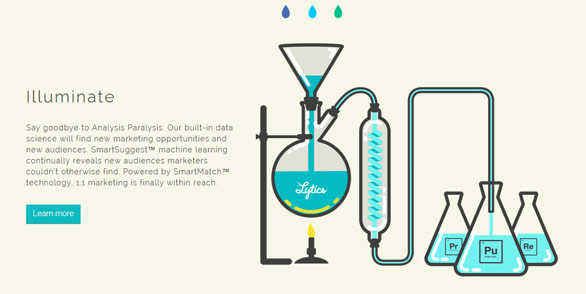 Illuminate
Say goodbye to Analysis Paralysis. Our built-in data
science will find new marketing opportunities and
new audiences. SmartSuggest™ machine learning
continually reveals new audiences marketers
couldn't otherwise find. Powered by SmartMatch™
technology, 1:1 marketing is finally within reach.
Learn more
Lytics
Pr
Pu
Re